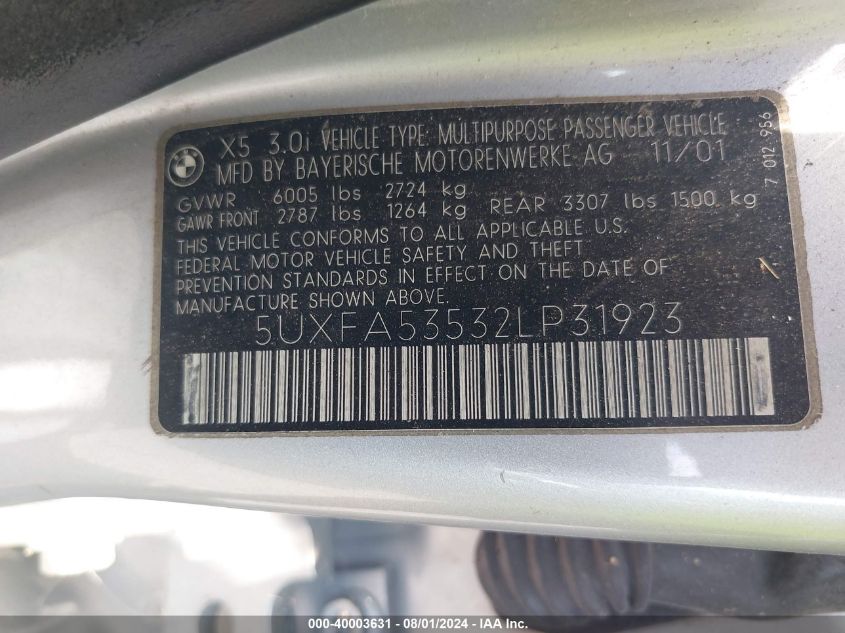 BMW
X5 3.0i VEHICLE TYPE: MULTIPURPOSE PASSENGER VEHICLE
MFD BY BAYERISCHE MOTORENWERKE AG 11/01
GVWR 6005 lbs 2724 kg
GAWR FRONT 2787 lbs 1264 kg REAR 3307 lbs 1500 kg
THIS VEHICLE CONFORMS TO ALL APPLICABLE U.S.
FEDERAL MOTOR VEHICLE SAFETY AND THEFT
PREVENTION STANDARDS IN EFFECT ON THE DATE OF
MANUFACTURE SHOWN ABOVE.
5UXFA53532LP31923
7 012 956
000-40003631 - 08/01/2024 - IAA Inc.